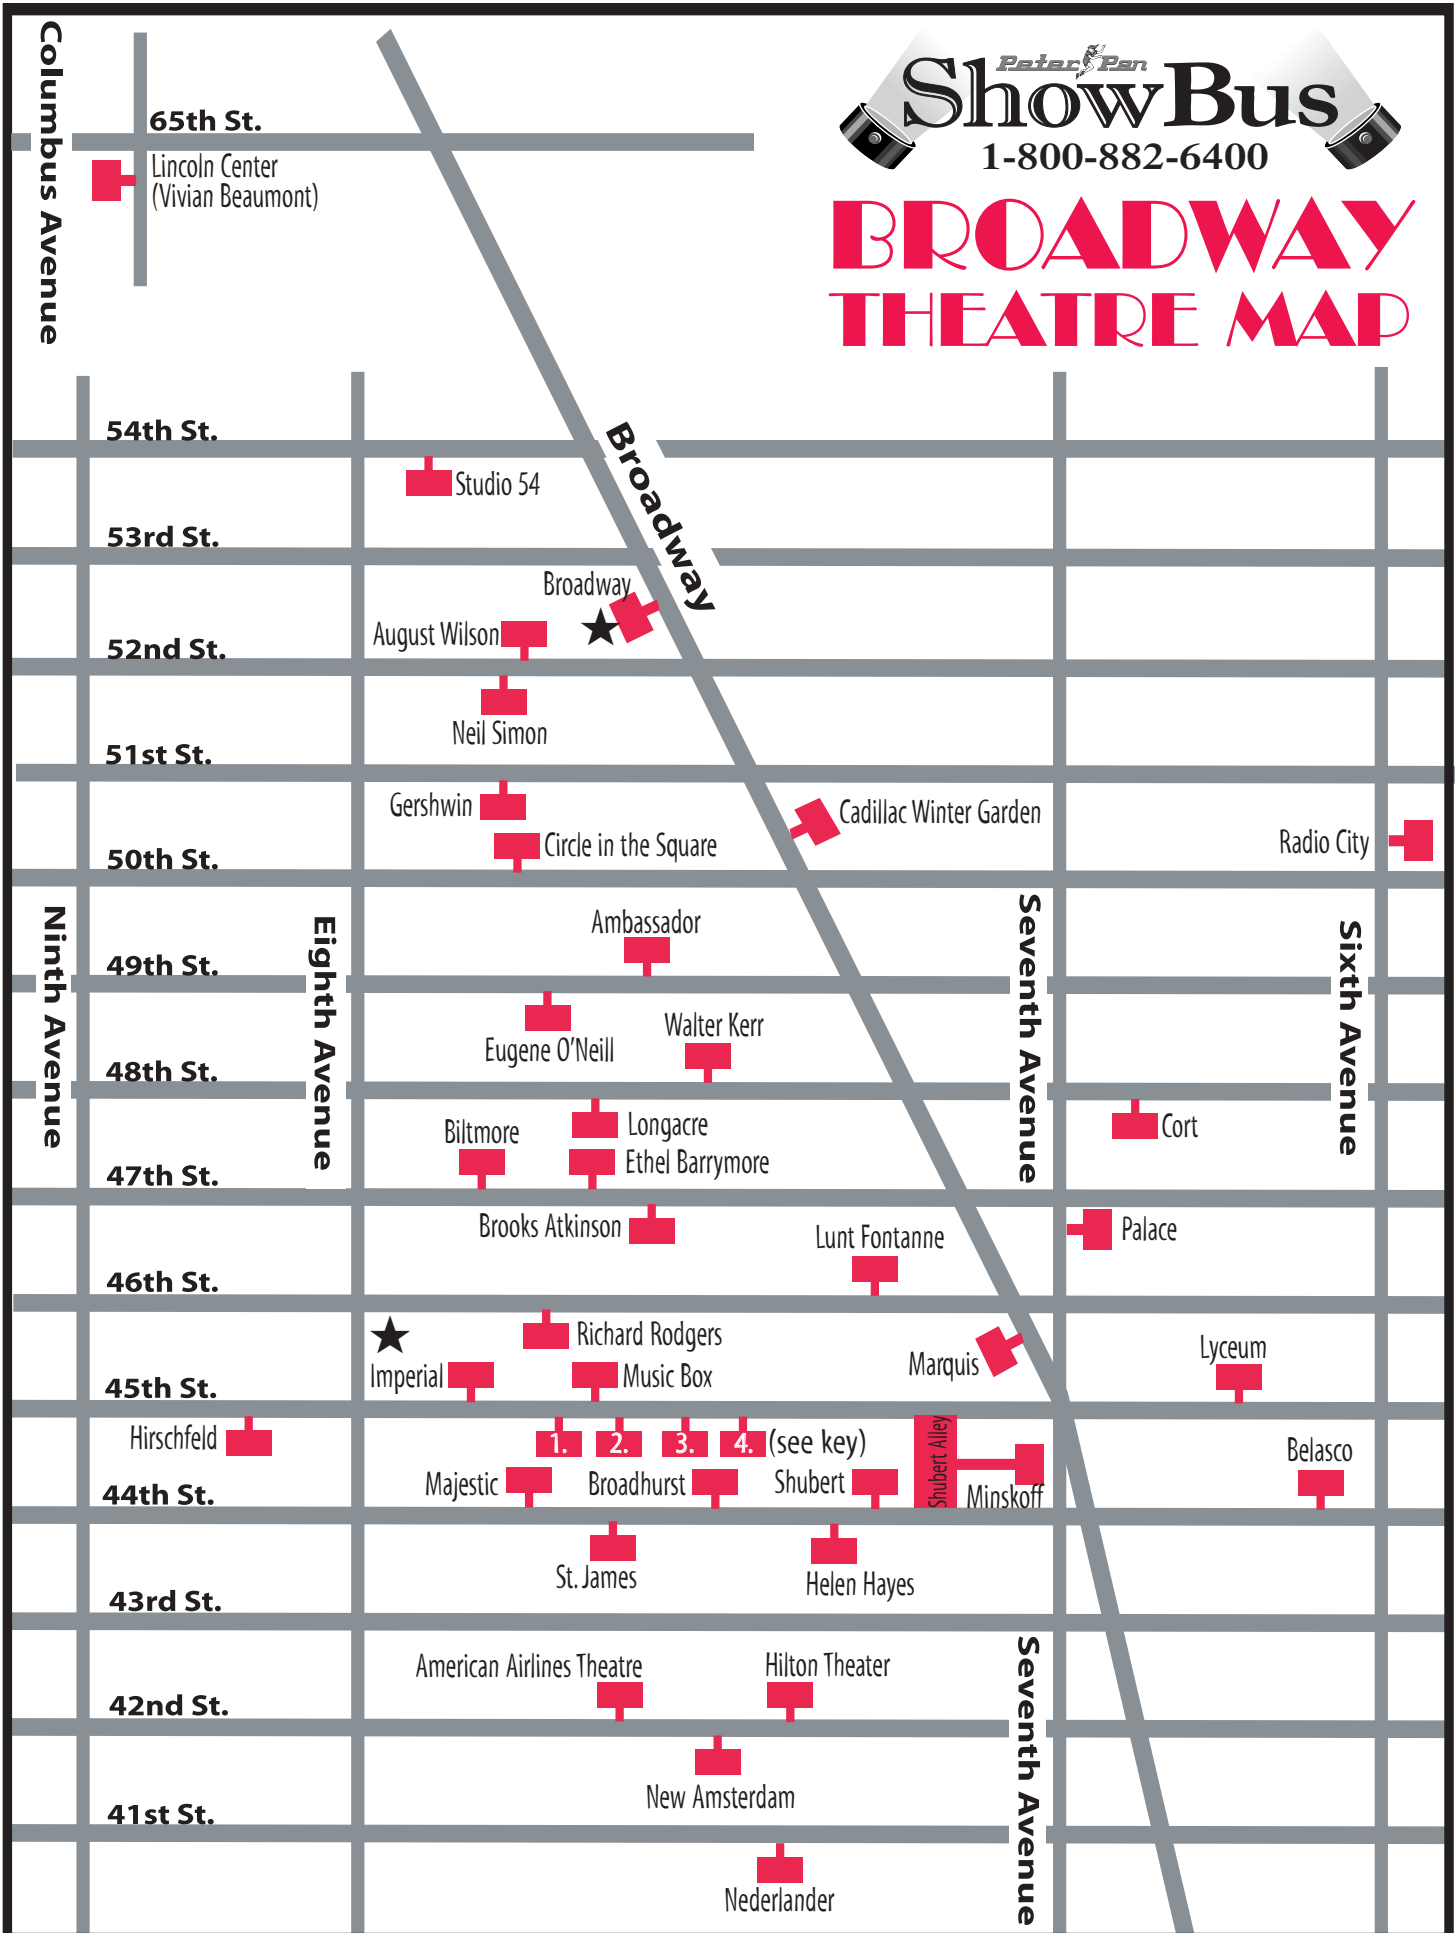 Peter Pan
ShowBus
1-800-882-6400
BROADWAY
THEATRE MAP
Columbus Avenue
65th St.
Lincoln Center
(Vivian Beaumont)
54th St.
Broadway
Studio 54
53rd St.
Broadway
August Wilson
52nd St.
Neil Simon
51st St.
Gershwin
Cadillac Winter Garden
Radio City
Circle in the Square
50th St.
Ninth Avenue
Eighth Avenue
Seventh Avenue
Sixth Avenue
Ambassador
49th St.
Eugene O'Neill
Walter Kerr
48th St.
Longacre
Cort
Biltmore
Ethel Barrymore
47th St.
Brooks Atkinson
Palace
Lunt Fontanne
46th St.
Richard Rodgers
Marquis
Lyceum
Imperial
Music Box
45th St.
Hirschfeld
1.
2.
3.
4.
(see key)
Shubert Alley
Belasco
Majestic
Broadhurst
Shubert
Minskoff
44th St.
St. James
Helen Hayes
43rd St.
Seventh Avenue
American Airlines Theatre
Hilton Theater
42nd St.
New Amsterdam
41st St.
Nederlander